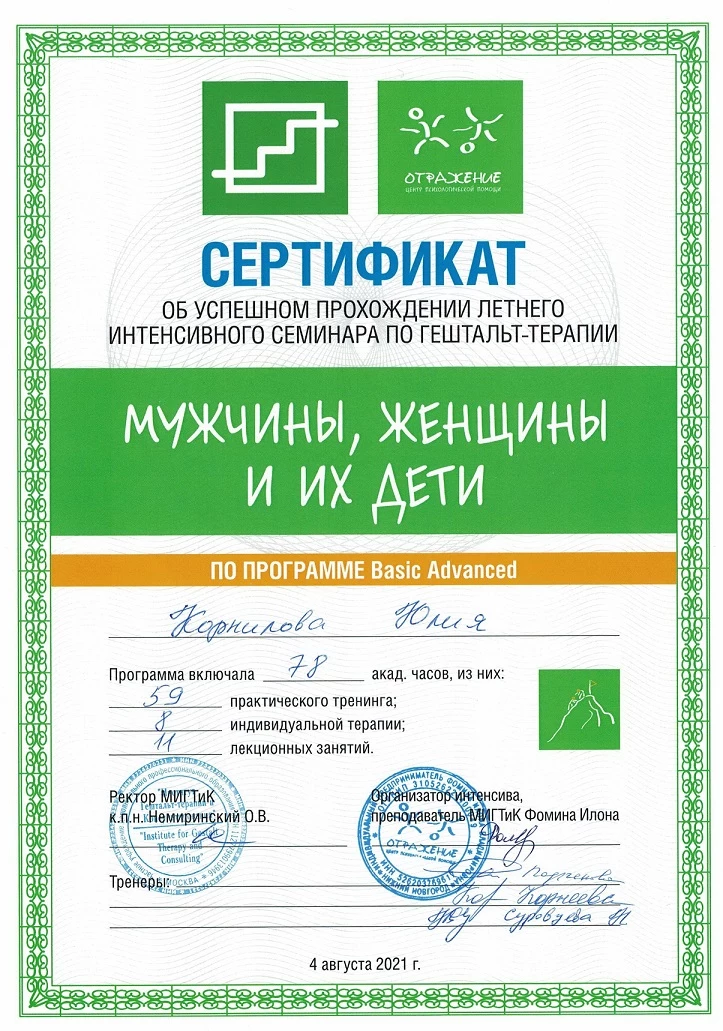 ОТРАЖЕНИЕ
ЦЕНТР ПСИХОЛОГИЧЕСКОЙ ПОМОЩИ
СЕРТИФИКАТ
ОБ УСПЕШНОМ ПРОХОЖДЕНИИ ЛЕТНЕГО
ИНТЕНСИВНОГО СЕМИНАРА ПО ГЕШТАЛЬТ-ТЕРАПИИ
МУЖЧИНЫ, ЖЕНЩИНЫ
И ИХ ДЕТИ
ПО ПРОГРАММЕ Basic Advanced
Корнилова Юлия
Программа включала 78 акад. часов, из них:
59 практического тренинга;
8 индивидуальной терапии;
11 лекционных занятий.
Ректор МИГТиК
к.п.н. Немиринский О.В.
"Institute for Gestalt
Therapy and
Consulting"
МОСКВА
Организатор интенсива,
преподаватель МИГТиК Фомина Илона
ОТРАЖЕНИЕ
НИЖНИЙ НОВГОРОД
Тренеры:
Корнеева
4 августа 2021 г.